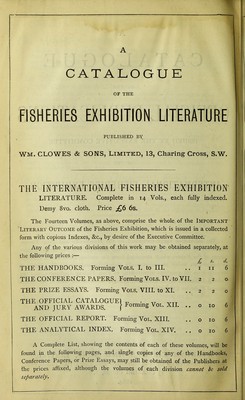 A
CATALOGUE
OF THE
FISHERIES EXHIBITION LITERATURE
PUBLISHED BY
WM. CLOWES & SONS, LIMITED, 13, Charing Cross, S.W.
THE INTERNATIONAL FISHERIES EXHIBITION
LITERATURE. Complete in 14 Vols., each fully indexed.
Demy 8vo. cloth. Price £6 6s.
The Fourteen Volumes, as above, comprise the whole of the IMPORTANT
LITERARY OUTCOME of the Fisheries Exhibition, which is issued in a collected
form with copious Indexes, &c., by desire of the Executive Committee.
Any of the various divisions of this work may be obtained separately, at
the following prices :—
£ s. d.
THE HANDBOOKS. Forming VOLS. I. to III. .. 1 11 6
THE CONFERENCE PAPERS. Forming VOLS. IV. to VII. 2 2 0
THE PRIZE ESSAYS. Forming VOLS. VIII. to XI. .. 2 2 0
THE OFFICIAL CATALOGUE
AND JURY AWARDS. } Forming VOL. XII. .. 0 10 6
THE OFFICIAL REPORT. Forming VOL. XIII. .. 0 10 6
THE ANALYTICAL INDEX. Forming VOL. XIV. .. 0 10 6
A Complete List, showing the contents of each of these volumes, will be
found in the following pages, and single copies of any of the Handbooks,
Conference Papers, or Prize Essays, may still be obtained of the Publishers at
the prices affixed, although the volumes of each division cannot be sold
separately.